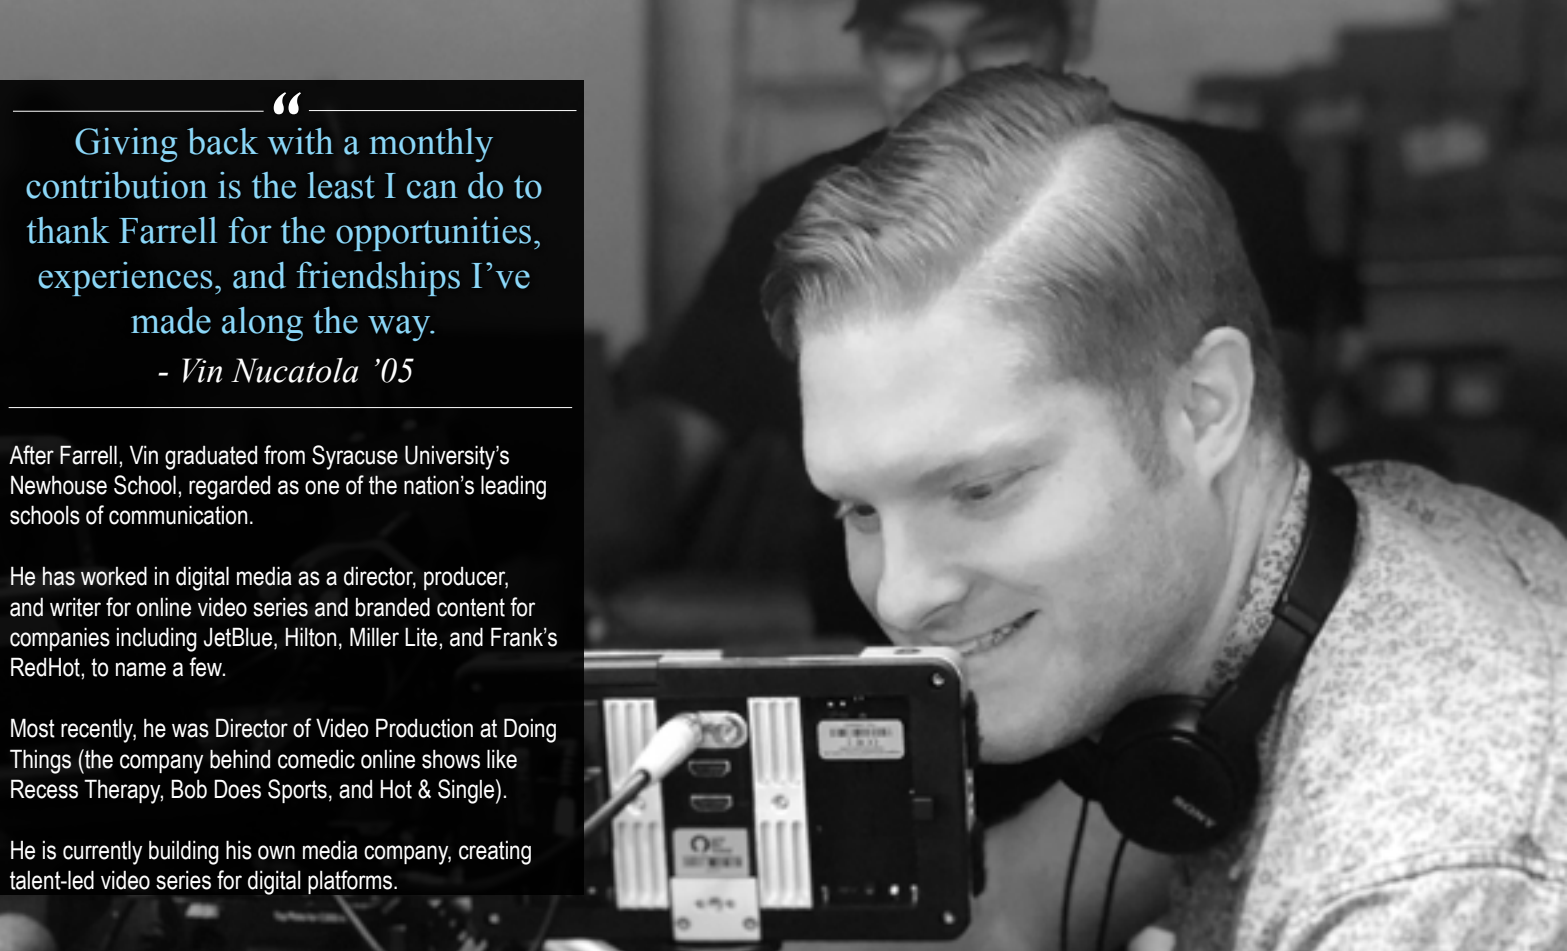 “
Giving back with a monthly
contribution is the least I can do to
thank Farrell for the opportunities,
experiences, and friendships I’ve
made along the way.
- Vin Nucatola ’05
After Farrell, Vin graduated from Syracuse University’s
Newhouse School, regarded as one of the nation’s leading
schools of communication.
He has worked in digital media as a director, producer,
and writer for online video series and branded content for
companies including JetBlue, Hilton, Miller Lite, and Frank’s
RedHot, to name a few.
Most recently, he was Director of Video Production at Doing
Things (the company behind comedic online shows like
Recess Therapy, Bob Does Sports, and Hot & Single).
He is currently building his own media company, creating
talent-led video series for digital platforms.
SONY